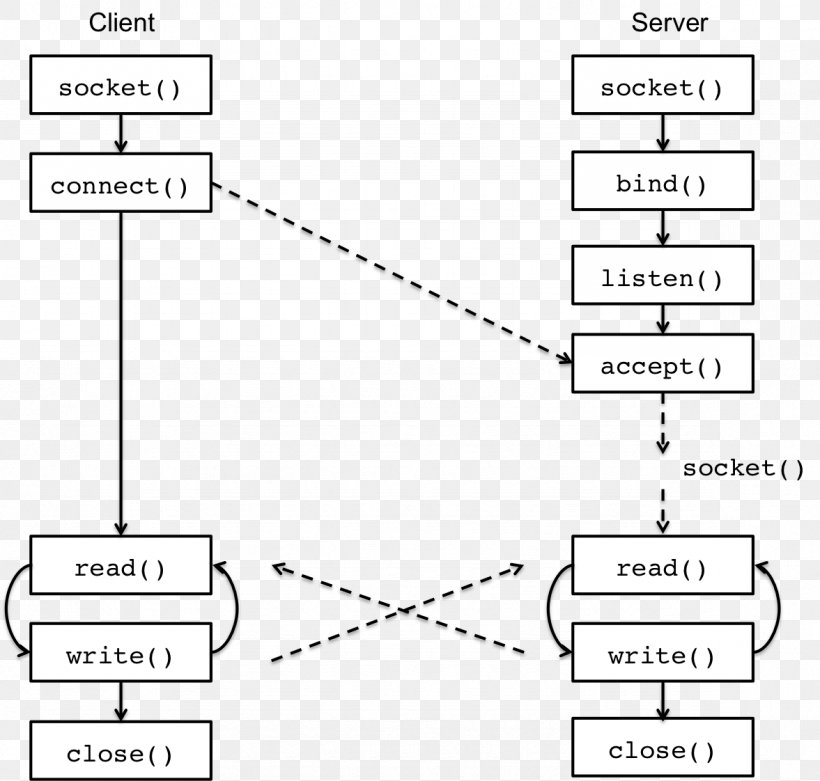 Client
socket()
connect()
read()
write()
close()
Server
socket()
bind()
listen()
accept()
socket()
read()
write()
close()